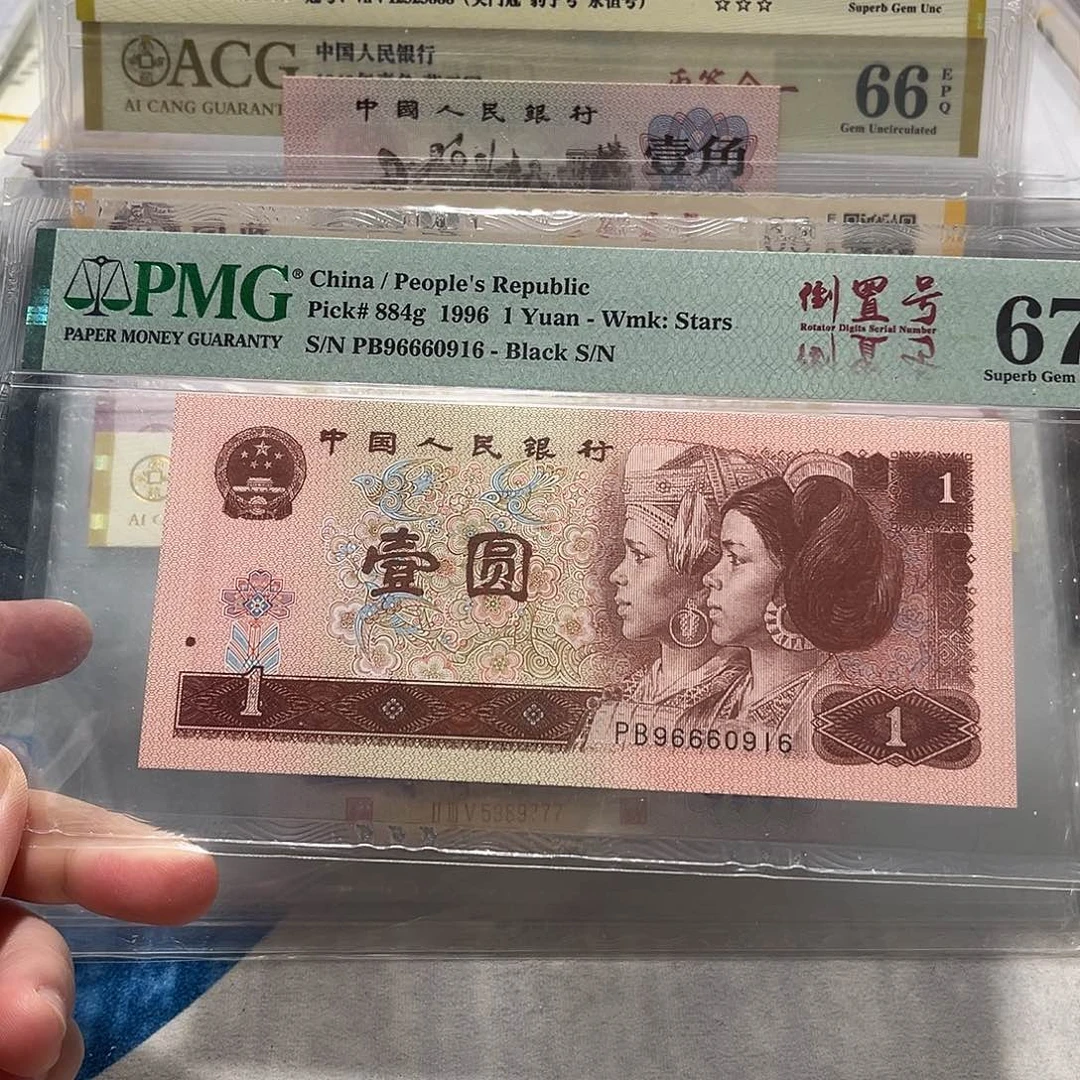 ☆☆☆
Superb Gem Unc
ACG
AI CANG GUARANT
中国人民银行
66
EPQ
Gem Uncirculated
中國人民銀行
壹角
PMG®
PAPER MONEY GUARANTY
China / People's Republic
Pick# 884g 1996 1 Yuan - Wmk: Stars
S/N PB96660916 - Black S/N
倒置号
Rotator Digits Serial Number
67
Superb Gem
中国人民银行
1
壹圆
1
PB96660916
1
AI C